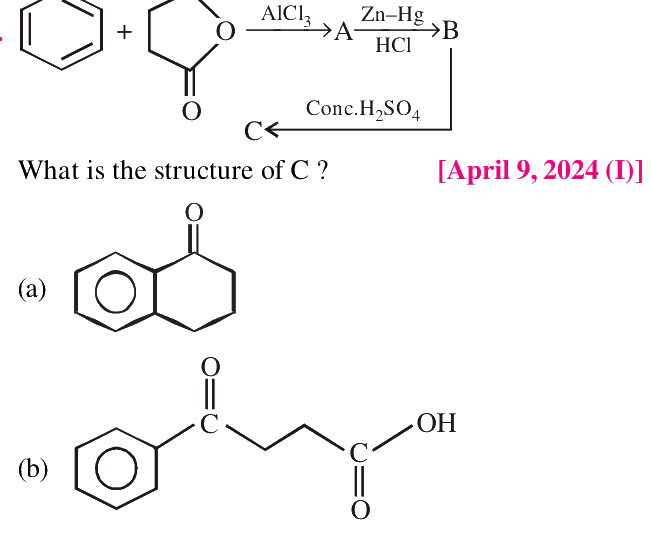 + O AlCl₃ A Zn–Hg HCl B
O
C Conc.H₂SO₄
What is the structure of C ? [April 9, 2024 (I)]
O
(a)
O
C OH
(b) C
O